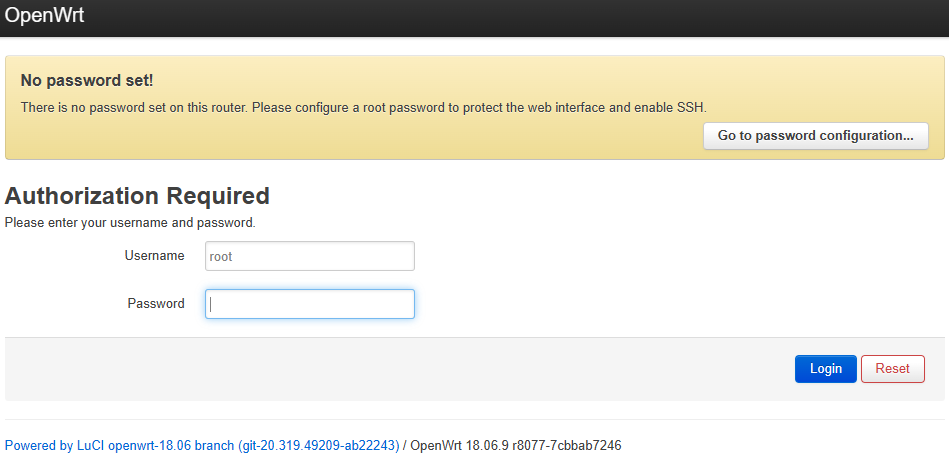 OpenWrt
No password set!
There is no password set on this router. Please configure a root password to protect the web interface and enable SSH.
Go to password configuration...
Authorization Required
Please enter your username and password.
Username
root
Password
Login
Reset
Powered by LuCI openwrt-18.06 branch (git-20.319.49209-ab22243) / OpenWrt 18.06.9 r8077-7cbbab7246